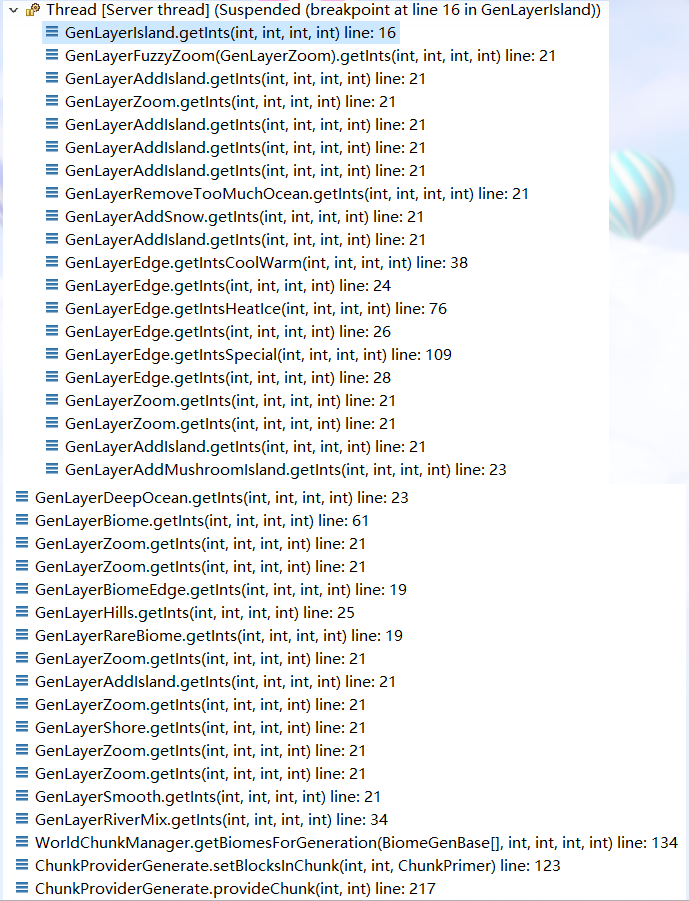 Thread [Server thread] (Suspended (breakpoint at line 16 in GenLayerIsland))
GenLayerIsland.getInts(int, int, int, int) line: 16
GenLayerFuzzyZoom(GenLayerZoom).getInts(int, int, int, int) line: 21
GenLayerAddIsland.getInts(int, int, int, int) line: 21
GenLayerZoom.getInts(int, int, int, int) line: 21
GenLayerAddIsland.getInts(int, int, int, int) line: 21
GenLayerAddIsland.getInts(int, int, int, int) line: 21
GenLayerAddIsland.getInts(int, int, int, int) line: 21
GenLayerRemoveTooMuchOcean.getInts(int, int, int, int) line: 21
GenLayerAddSnow.getInts(int, int, int, int) line: 21
GenLayerAddIsland.getInts(int, int, int, int) line: 21
GenLayerEdge.getIntsCoolWarm(int, int, int, int) line: 38
GenLayerEdge.getInts(int, int, int, int) line: 24
GenLayerEdge.getIntsHeatIce(int, int, int, int) line: 76
GenLayerEdge.getInts(int, int, int, int) line: 26
GenLayerEdge.getIntsSpecial(int, int, int, int) line: 109
GenLayerEdge.getInts(int, int, int, int) line: 28
GenLayerZoom.getInts(int, int, int, int) line: 21
GenLayerZoom.getInts(int, int, int, int) line: 21
GenLayerAddIsland.getInts(int, int, int, int) line: 21
GenLayerAddMushroomIsland.getInts(int, int, int, int) line: 23
GenLayerDeepOcean.getInts(int, int, int, int) line: 23
GenLayerBiome.getInts(int, int, int, int) line: 61
GenLayerZoom.getInts(int, int, int, int) line: 21
GenLayerZoom.getInts(int, int, int, int) line: 21
GenLayerBiomeEdge.getInts(int, int, int, int) line: 19
GenLayerHills.getInts(int, int, int, int) line: 25
GenLayerRareBiome.getInts(int, int, int, int) line: 19
GenLayerZoom.getInts(int, int, int, int) line: 21
GenLayerAddIsland.getInts(int, int, int, int) line: 21
GenLayerZoom.getInts(int, int, int, int) line: 21
GenLayerShore.getInts(int, int, int, int) line: 21
GenLayerZoom.getInts(int, int, int, int) line: 21
GenLayerZoom.getInts(int, int, int, int) line: 21
GenLayerSmooth.getInts(int, int, int, int) line: 21
GenLayerRiverMix.getInts(int, int, int, int) line: 34
WorldChunkManager.getBiomesForGeneration(BiomeGenBase[], int, int, int, int) line: 134
ChunkProviderGenerate.setBlocksInChunk(int, int, ChunkPrimer) line: 123
ChunkProviderGenerate.provideChunk(int, int) line: 217